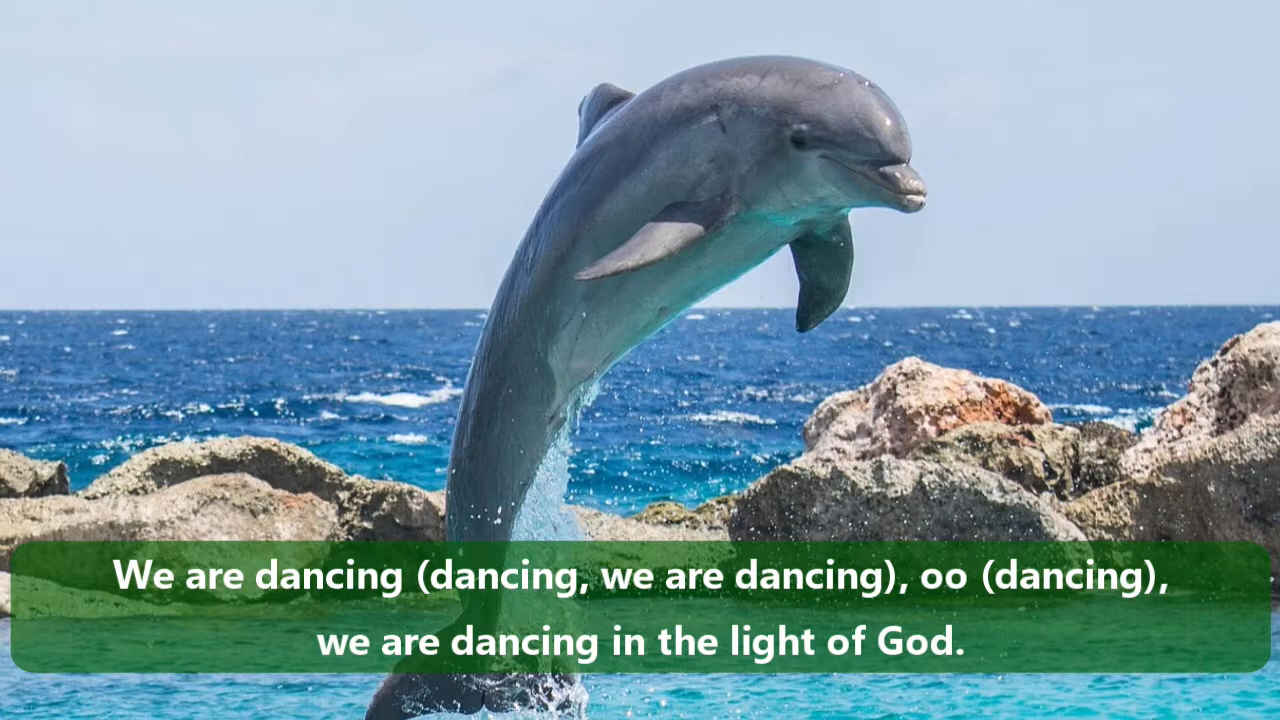 We are dancing (dancing, we are dancing), oo (dancing),
we are dancing in the light of God.